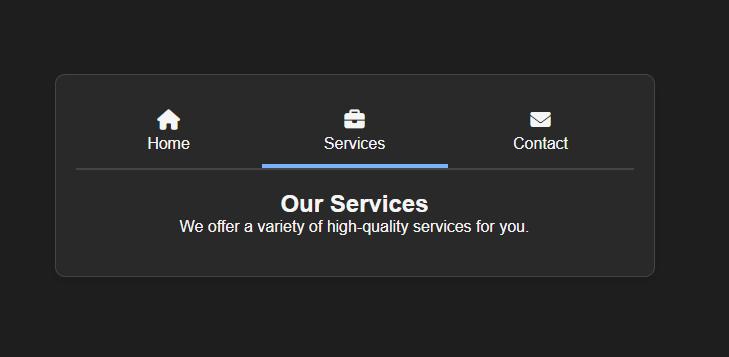 Home
Services
Contact
Our Services
We offer a variety of high-quality services for you.